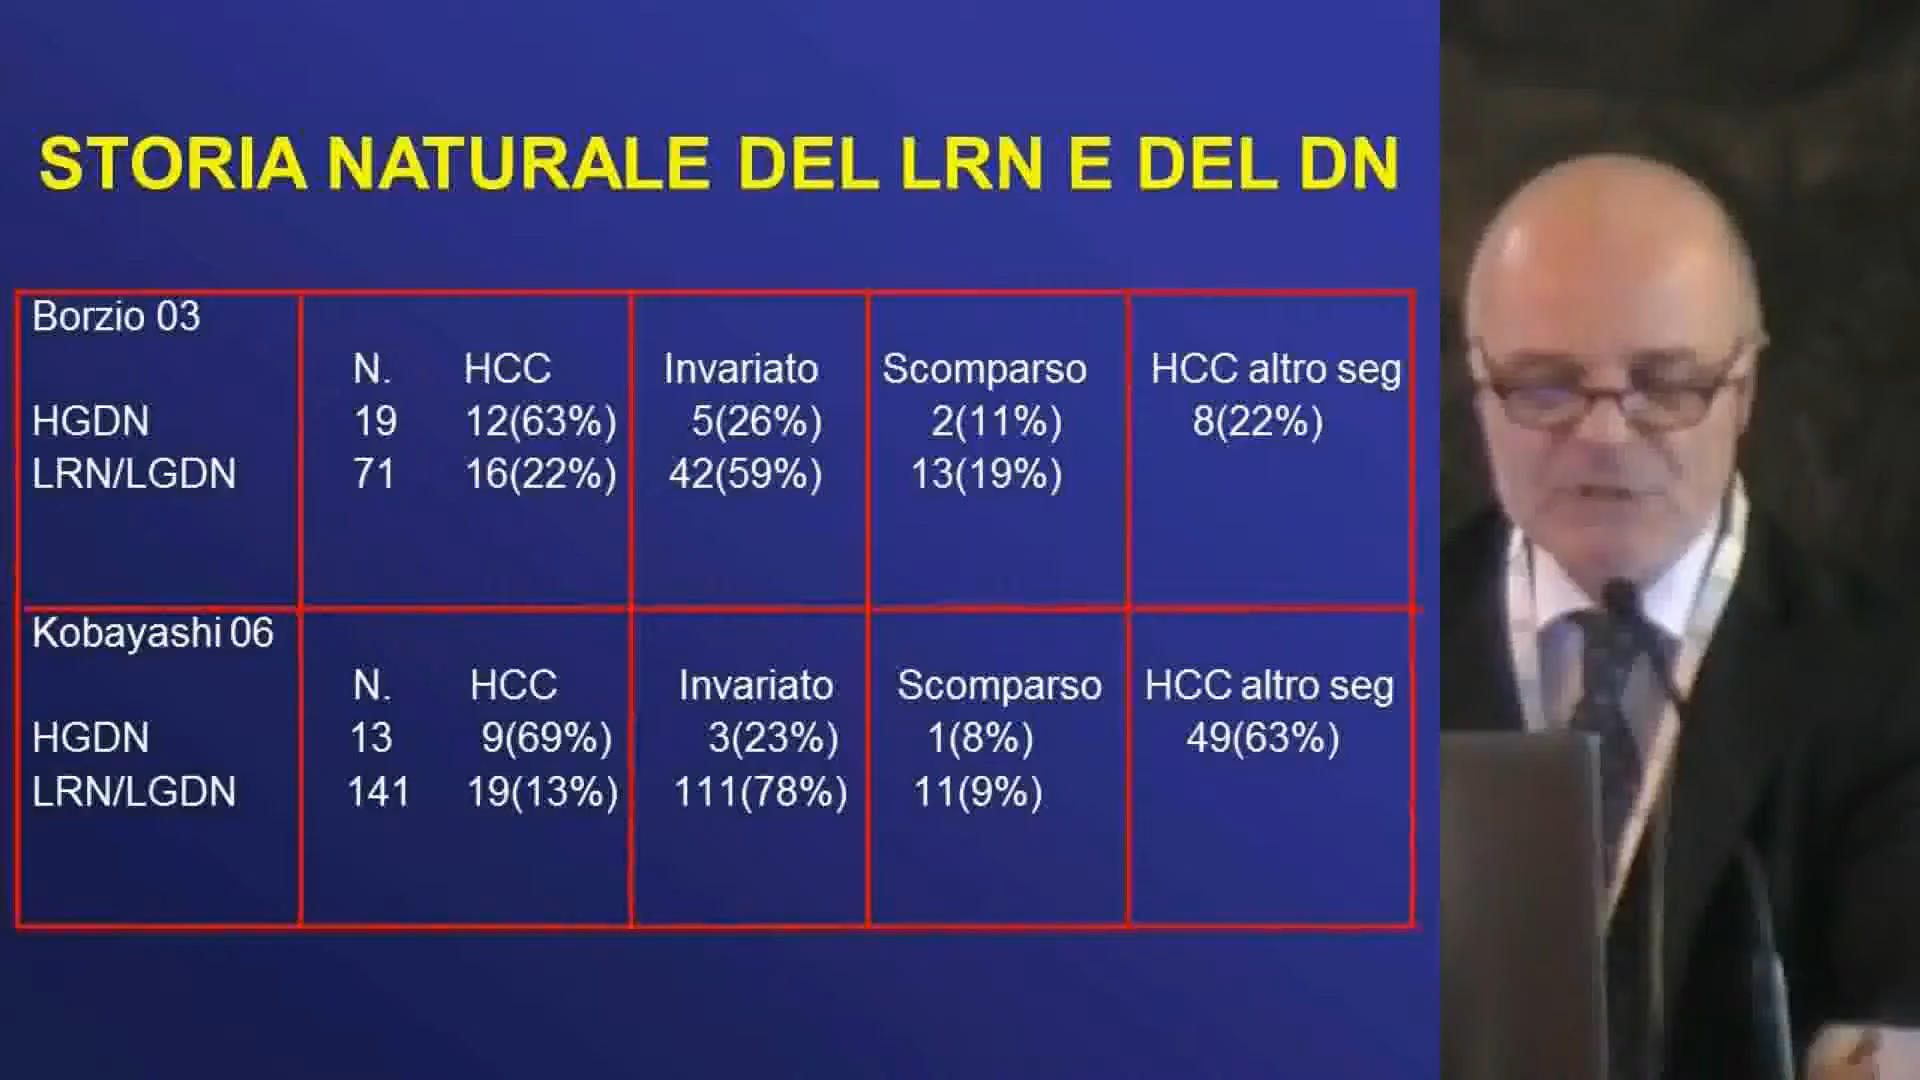 STORIA NATURALE DEL LRN E DEL DN
Borzio 03
N. HCC Invariato Scomparso HCC altro seg
HGDN 19 12(63%) 5(26%) 2(11%) 8(22%)
LRN/LGDN 71 16(22%) 42(59%) 13(19%)
Kobayashi 06
N. HCC Invariato Scomparso HCC altro seg
HGDN 13 9(69%) 3(23%) 1(8%) 49(63%)
LRN/LGDN 141 19(13%) 111(78%) 11(9%)